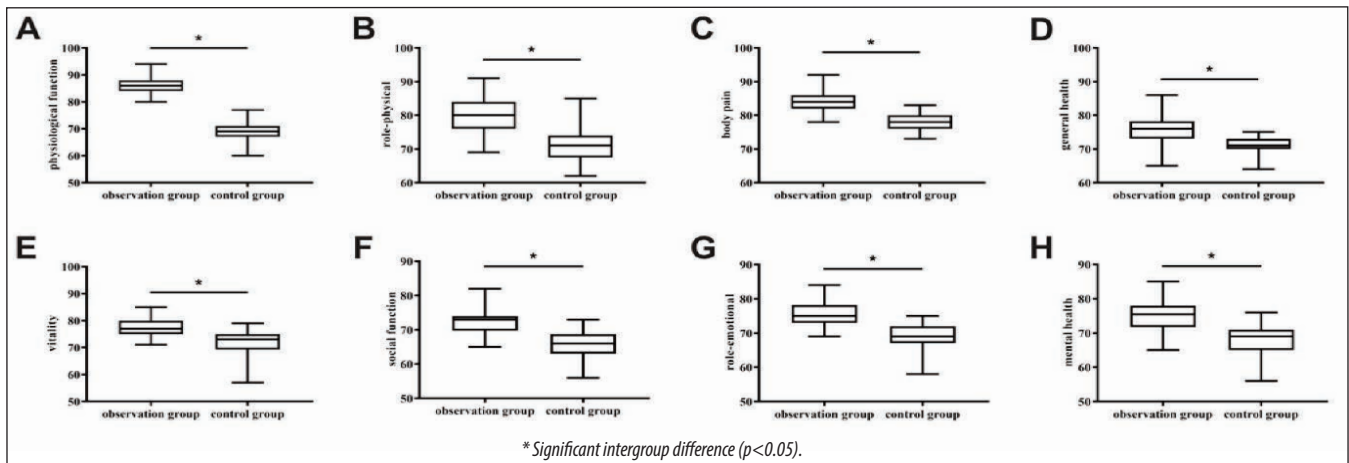 A
B
C
D
*
*
*
*
physiological function
100
90
80
70
60
50
observation group control group
role-physical
100
90
80
70
60
observation group control group
body pain
100
90
80
70
60
observation group control group
general health
100
90
80
70
60
observation group control group
E
F
G
H
*
*
*
*
vitality
100
90
80
70
60
50
observation group control group
social function
90
80
70
60
50
observation group control group
role-emotional
90
80
70
60
50
observation group control group
mental health
90
80
70
60
50
observation group control group
* Significant intergroup difference (p<0.05).